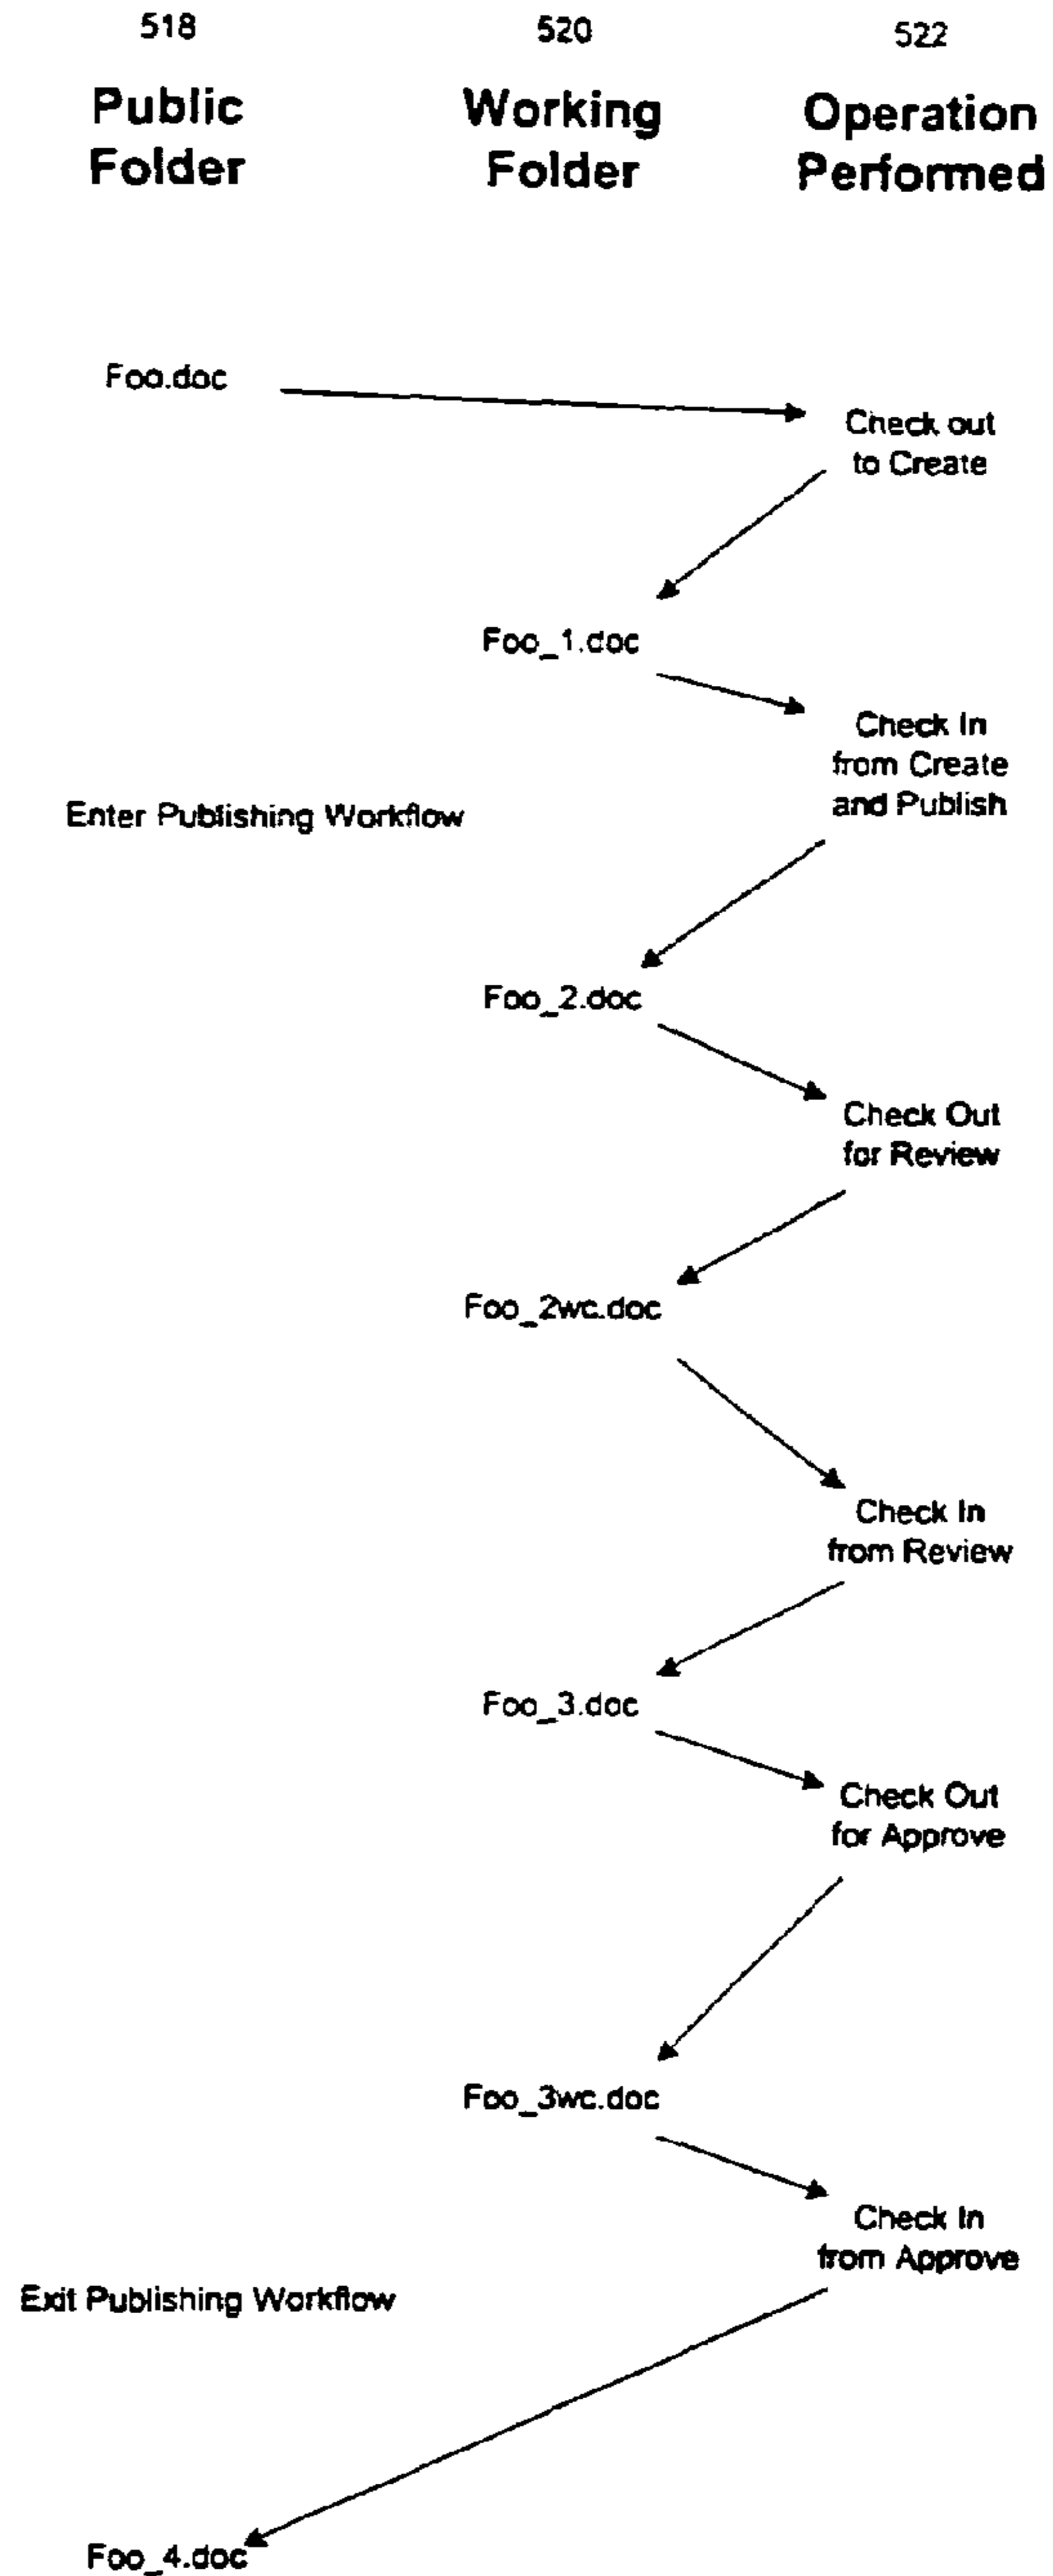 518
520
522
Public
Folder
Working
Folder
Operation
Performed
Foo.doc
Check out
to Create
Foo_1.doc
Check In
from Create
and Publish
Enter Publishing Workflow
Foo_2.doc
Check Out
for Review
Foo_2wc.doc
Check In
from Review
Foo_3.doc
Check Out
for Approve
Foo_3wc.doc
Check In
from Approve
Exit Publishing Workflow
Foo_4.doc